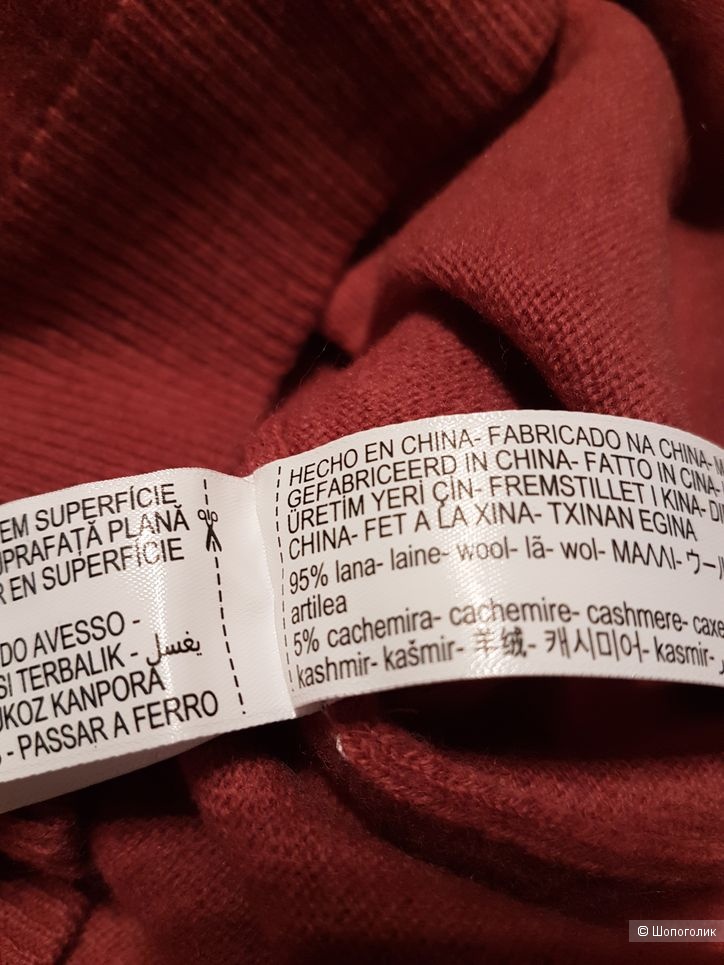 EM SUPERFÍCIE
UPRAFAȚĂ PLANĂ
R EN SUPERFÍCIE
DO AVESSO -
SI TERBALIK - يغسل
UKOZ KANPORA
- PASSAR A FERRO
HECHO EN CHINA- FABRICADO NA CHINA-
GEFABRICEERD IN CHINA- FATTO IN CINA-
ÜRETİM YERİ ÇİN- FREMSTILLET I KINA-
CHINA- FET A LA XINA- TXINAN EGINA
95% lana- laine- wool- lã- wol- ΜΑΛΛΙ- ウール
artilea
5% cachemira- cachemire- cashmere-
kashmir- kašmir- 羊绒- 캐시미어- kasmir-
© Шопоголик